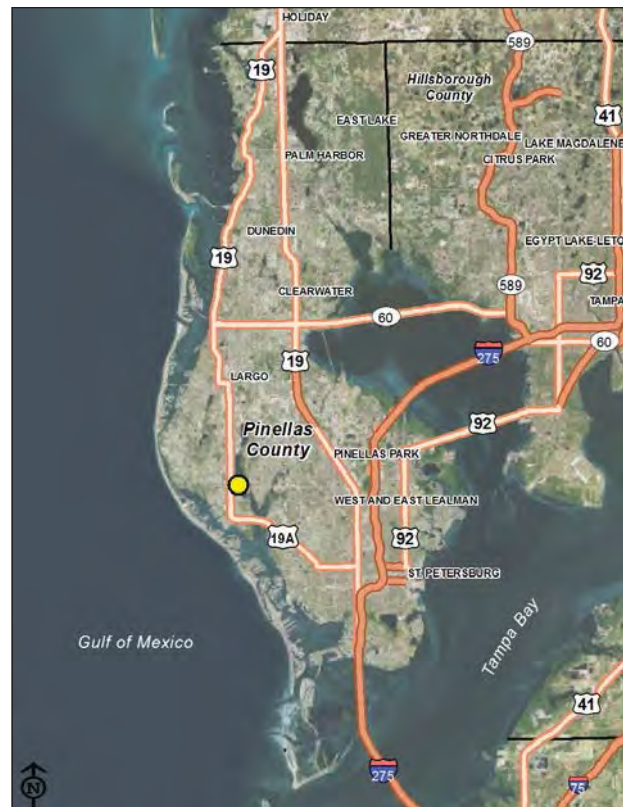 HOLIDAY
589
19
Hillsborough
County
41
EAST LAKE
GREATER NORTHDALE
LAKE MAGDALENE
PALM HARBOR
CITRUS PARK
DUNEDIN
EGYPT LAKE-LETO
19
92
CLEARWATER
589
TAMPA
60
60
19
275
LARGO
92
Pinellas
County
PINELLAS PARK
WEST AND EAST LEALMAN
19A
92
ST. PETERSBURG
Tampa Bay
Gulf of Mexico
41
275
75
N